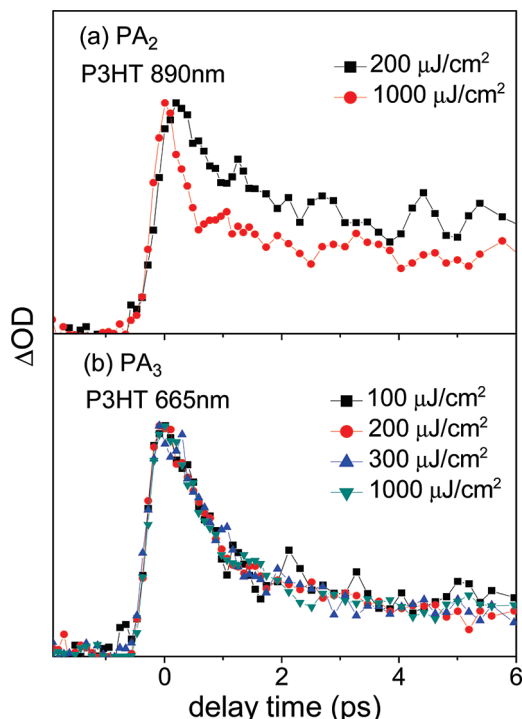 (a) PA₂
P3HT 890nm
200 μJ/cm²
1000 μJ/cm²
ΔOD
(b) PA₃
P3HT 665nm
100 μJ/cm²
200 μJ/cm²
300 μJ/cm²
1000 μJ/cm²
0 2 4 6
delay time (ps)